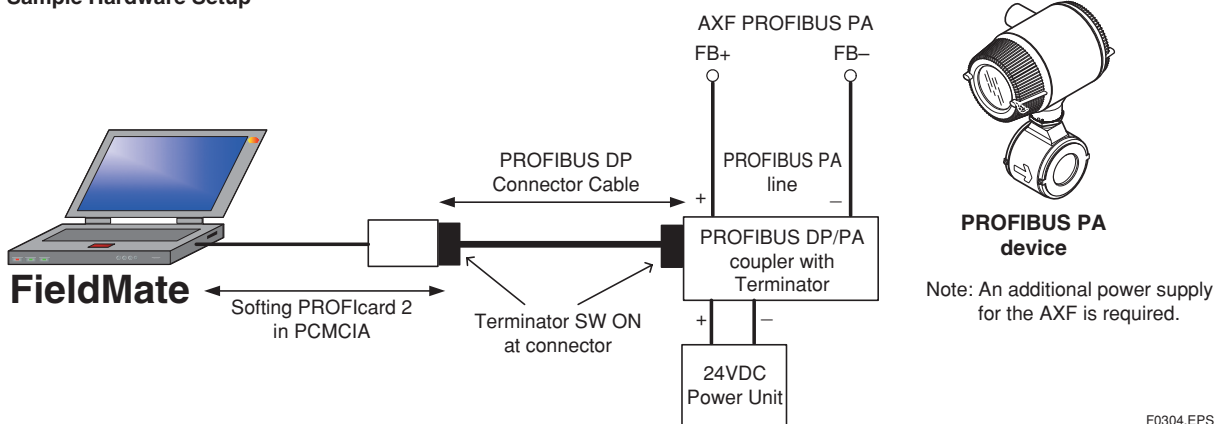 Sample Hardware Setup
AXF PROFIBUS PA
FB+
FB–
PROFIBUS DP
Connector Cable
PROFIBUS PA
line
+
–
PROFIBUS DP/PA
coupler with
Terminator
FieldMate
Softing PROFIcard 2
in PCMCIA
Terminator SW ON
at connector
+
–
24VDC
Power Unit
PROFIBUS PA
device
Note: An additional power supply
for the AXF is required.
F0304.EPS